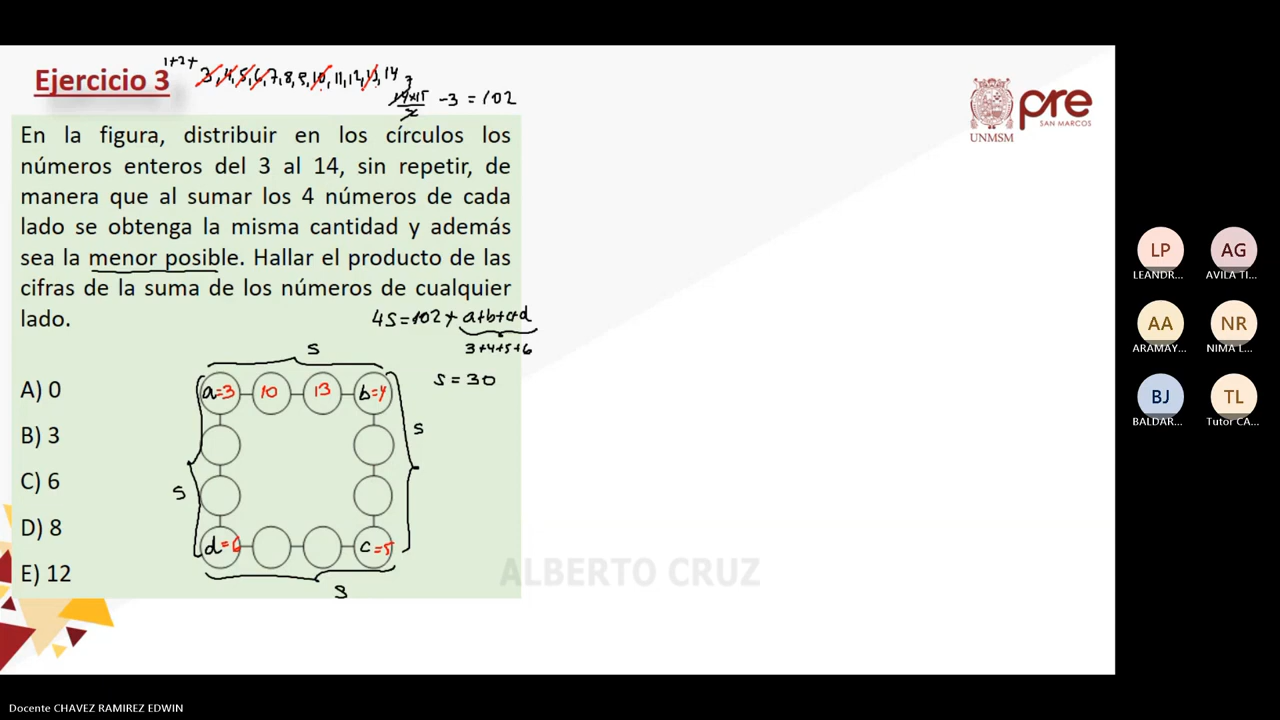 1+2+
Ejercicio 3
3,4,5,6,7,8,9,10,11,12,13,14
14×15/2 -3 = 102
7
pre
SAN MARCOS
UNMSM
En la figura, distribuir en los círculos los
números enteros del 3 al 14, sin repetir, de
manera que al sumar los 4 números de cada
lado se obtenga la misma cantidad y además
sea la menor posible. Hallar el producto de las
cifras de la suma de los números de cualquier
lado.
4S=102+a+b+c+d
3+4+5+6
S = 30
S
A) 0
B) 3
C) 6
D) 8
E) 12
a=3 10 13 b=4
S
S
d=6 c=5
S
ALBERTO CRUZ
LP AG
LEANDR... AVILA TI...
AA NR
ARAMAY... NIMA L...
BJ TL
BALDAR... Tutor CA...
Docente CHAVEZ RAMIREZ EDWIN